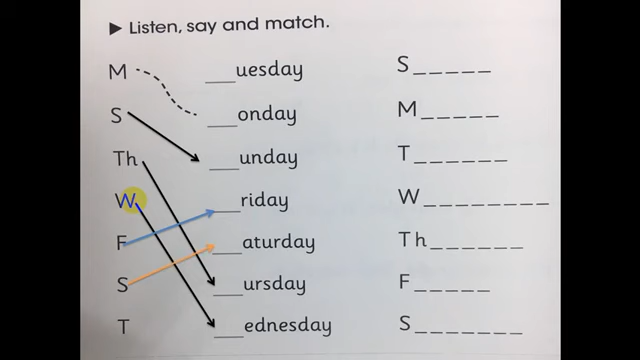 ▶ Listen, say and match.
M ___uesday S_____
S ___onday M_____
Th ___unday T______
W ___riday W________
F ___aturday Th______
S ___ursday F_____
T ___ednesday S_______